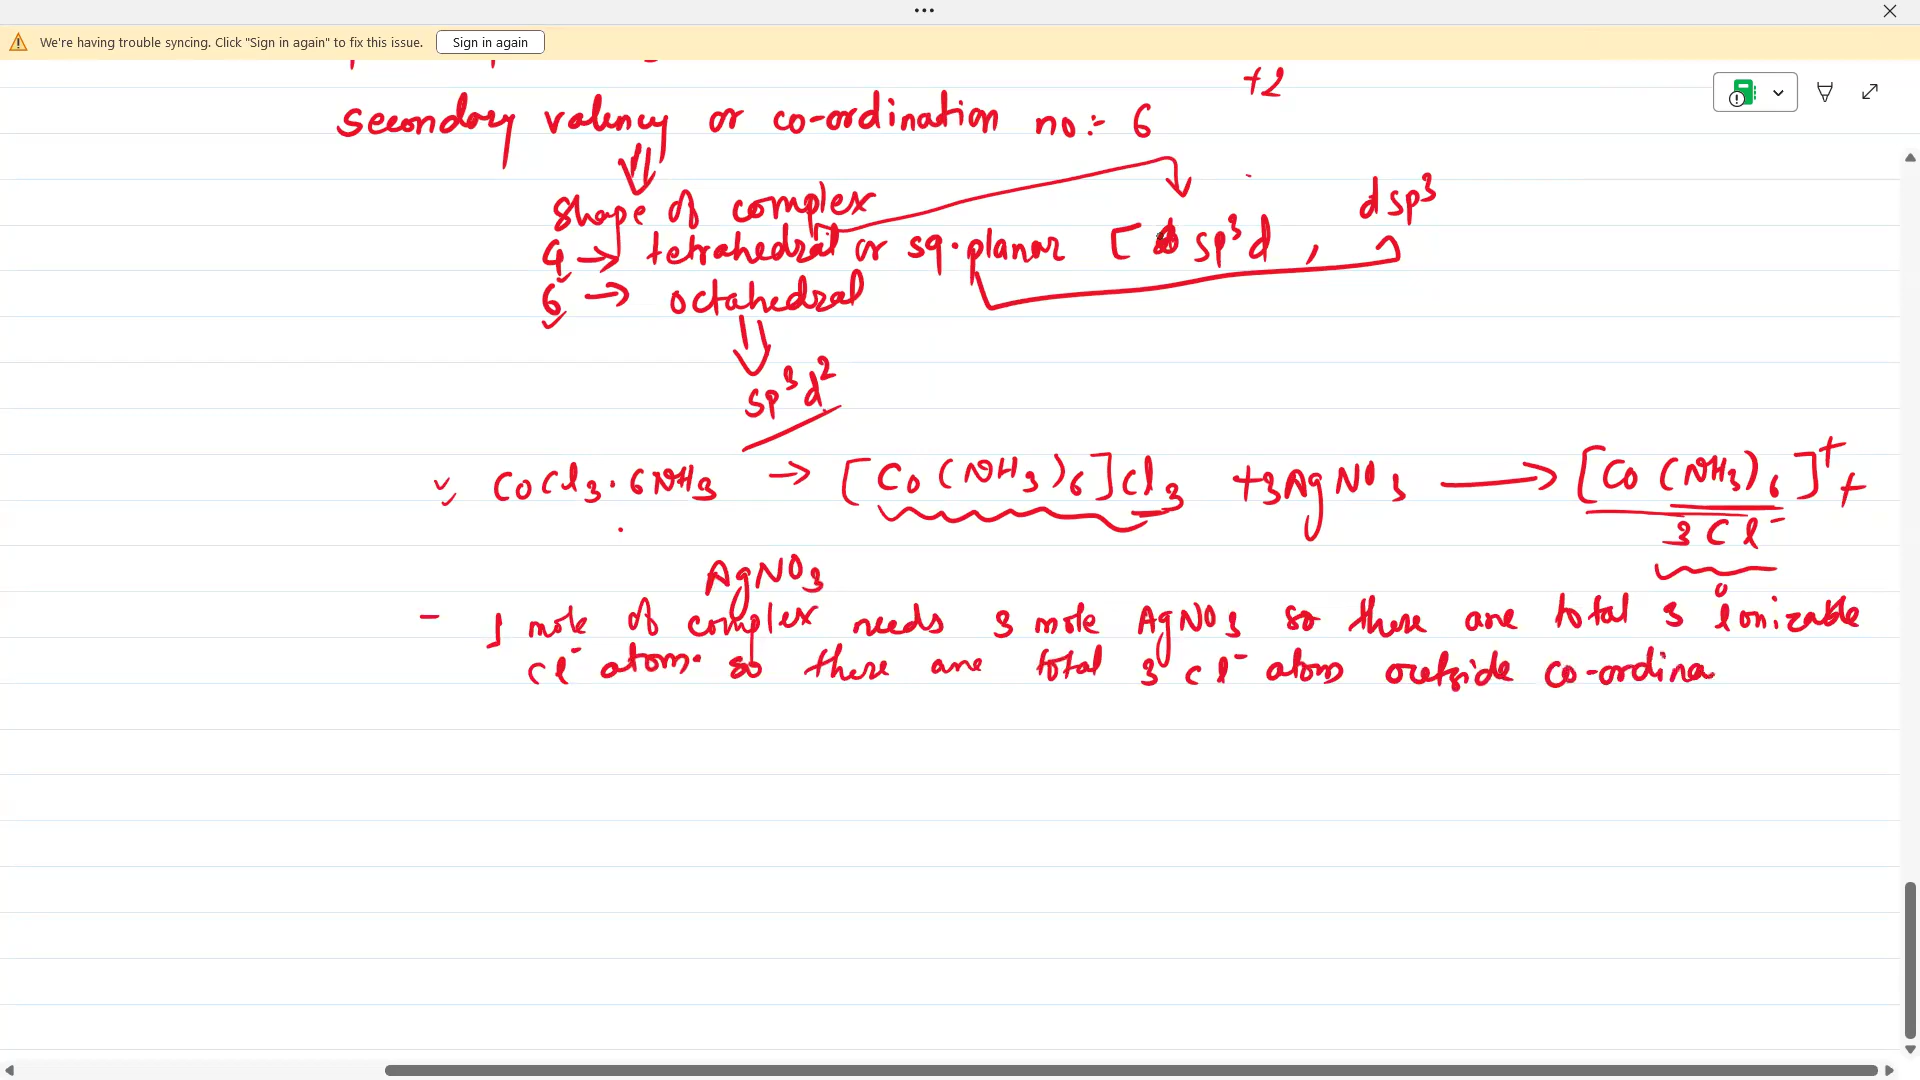 We're having trouble syncing. Click "Sign in again" to fix this issue. Sign in again
+2
secondary valency or co-ordination no:- 6
shape of complex
dsp³
4 → tetrahedral or sq.planar [ sp³d ,
6 → octahedral
sp³d²
CoCl₃.6NH₃ → [Co(NH₃)₆]Cl₃ +3AgNO₃ → [Co(NH₃)₆]⁺ +
3Cl⁻
AgNO₃
- 1 mole of complex needs 3 mole AgNO₃ so there are total 3 ionizable
cl⁻ atom. so there are total 3 cl⁻ atom outside co-ordina